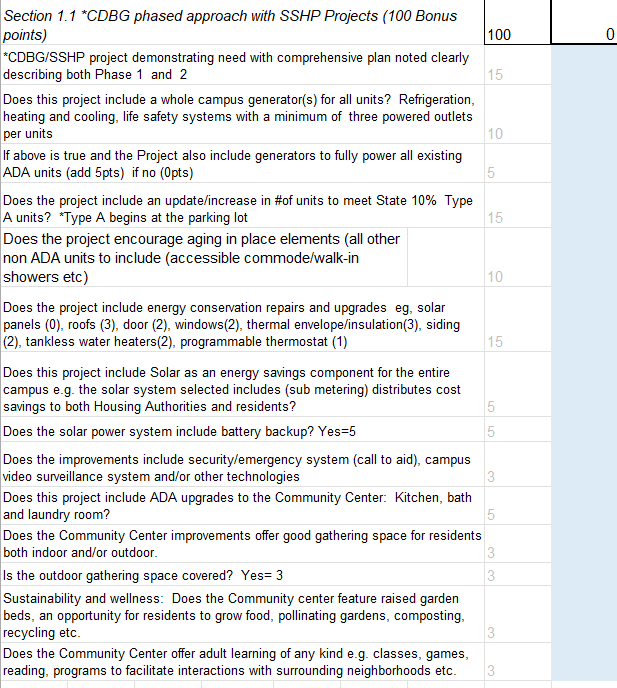 Section 1.1 *CDBG phased approach with SSHP Projects (100 Bonus
points) 100 0
*CDBG/SSHP project demonstrating need with comprehensive plan noted clearly
describing both Phase 1 and 2 15
Does this project include a whole campus generator(s) for all units? Refrigeration,
heating and cooling, life safety systems with a minimum of three powered outlets
per units 10
If above is true and the Project also include generators to fully power all existing
ADA units (add 5pts) if no (0pts) 5
Does the project include an update/increase in #of units to meet State 10% Type
A units? *Type A begins at the parking lot 15
Does the project encourage aging in place elements (all other
non ADA units to include (accessible commode/walk-in
showers etc) 10
Does the project include energy conservation repairs and upgrades eg, solar
panels (0), roofs (3), door (2), windows(2), thermal envelope/insulation(3), siding
(2), tankless water heaters(2), programmable thermostat (1) 15
Does this project include Solar as an energy savings component for the entire
campus e.g. the solar system selected includes (sub metering) distributes cost
savings to both Housing Authorities and residents? 5
Does the solar power system include battery backup? Yes=5 5
Does the improvements include security/emergency system (call to aid), campus
video surveillance system and/or other technologies 3
Does this project include ADA upgrades to the Community Center: Kitchen, bath
and laundry room? 5
Does the Community Center improvements offer good gathering space for residents
both indoor and/or outdoor. 3
Is the outdoor gathering space covered? Yes= 3 3
Sustainability and wellness: Does the Community center feature raised garden
beds, an opportunity for residents to grow food, pollinating gardens, composting,
recycling etc. 3
Does the Community Center offer adult learning of any kind e.g. classes, games,
reading, programs to facilitate interactions with surrounding neighborhoods etc. 3